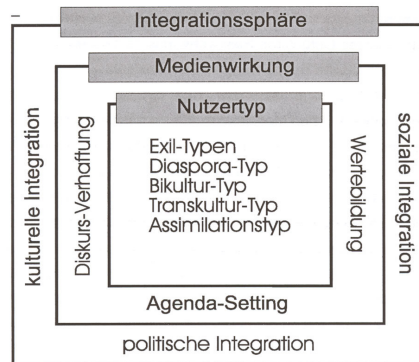 Integrationssphäre
Medienwirkung
Nutzertyp
Exil-Typen
Diaspora-Typ
Bikultur-Typ
Transkultur-Typ
Assimilationstyp
kulturelle Integration
Diskurs-Verhaftung
Wertebildung
soziale Integration
Agenda-Setting
politische Integration